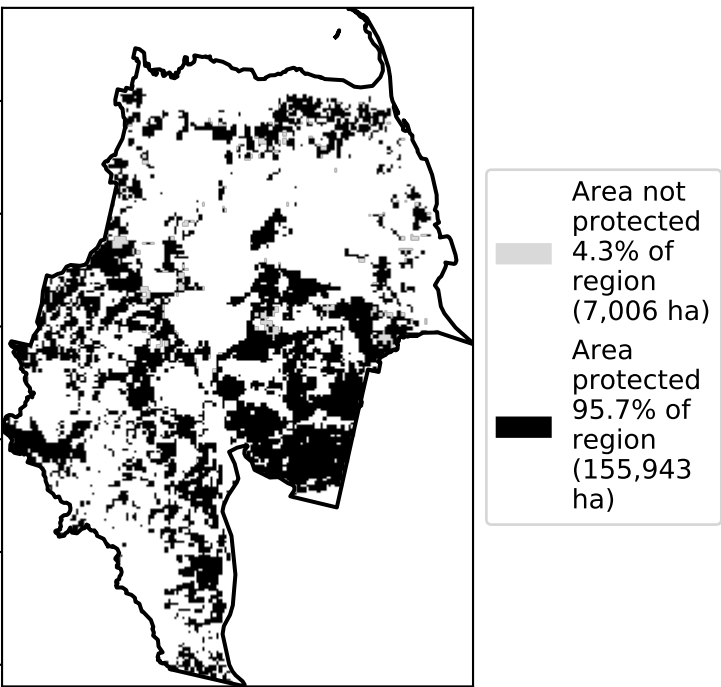 Area not
protected
4.3% of
region
(7,006 ha)
Area
protected
95.7% of
region
(155,943
ha)